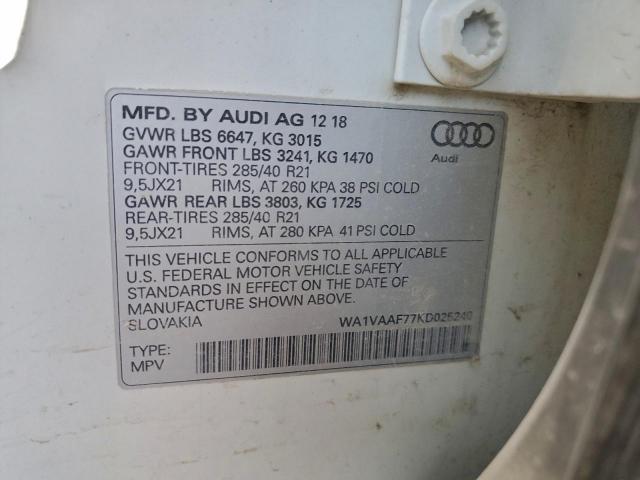 MFD. BY AUDI AG 12 18
GVWR LBS 6647, KG 3015
GAWR FRONT LBS 3241, KG 1470
FRONT-TIRES 285/40 R21
9,5JX21 RIMS, AT 260 KPA 38 PSI COLD
GAWR REAR LBS 3803, KG 1725
REAR-TIRES 285/40 R21
9,5JX21 RIMS, AT 280 KPA 41 PSI COLD
Audi
THIS VEHICLE CONFORMS TO ALL APPLICABLE
U.S. FEDERAL MOTOR VEHICLE SAFETY
STANDARDS IN EFFECT ON THE DATE OF
MANUFACTURE SHOWN ABOVE.
SLOVAKIA WA1VAAF77KD025240
TYPE:
MPV